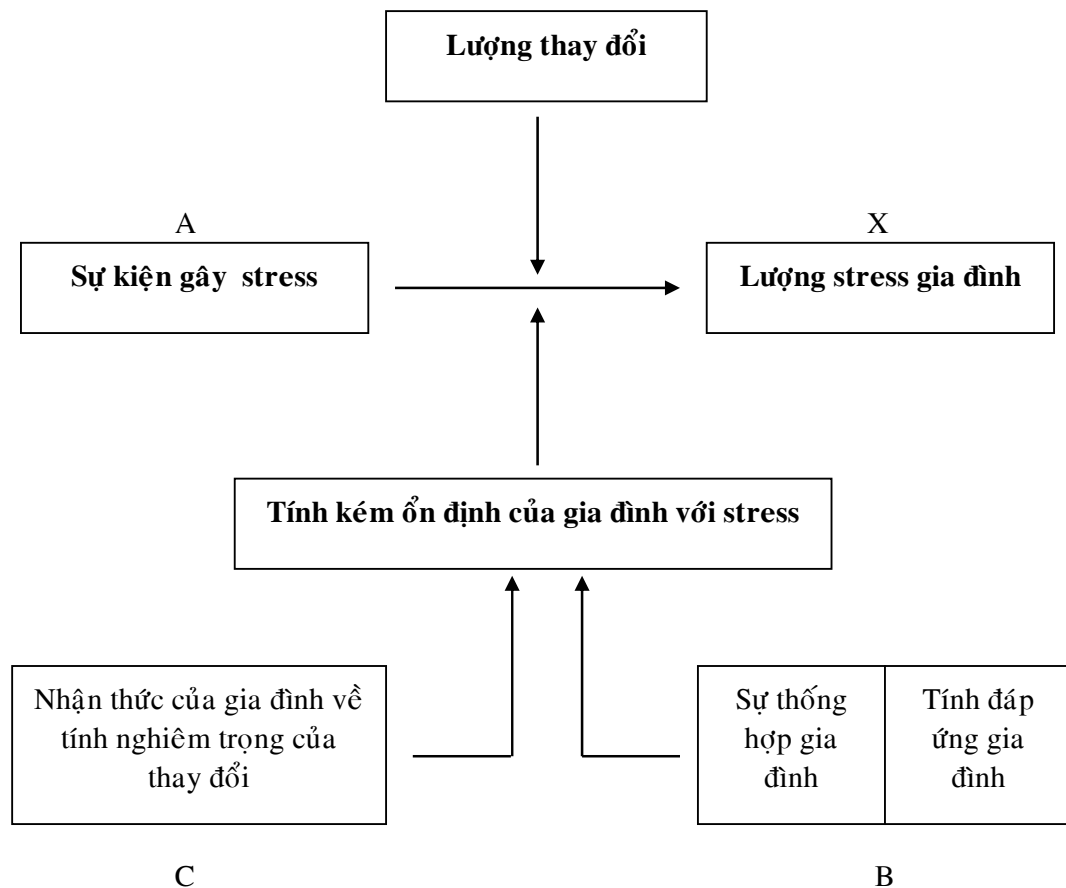 Lượng thay đổi
A
X
Sự kiện gây stress
Lượng stress gia đình
Tính kém ổn định của gia đình với stress
Nhận thức của gia đình về
tính nghiêm trọng của
thay đổi
Sự thống
hợp gia
đình
Tính đáp
ứng gia
đình
C
B